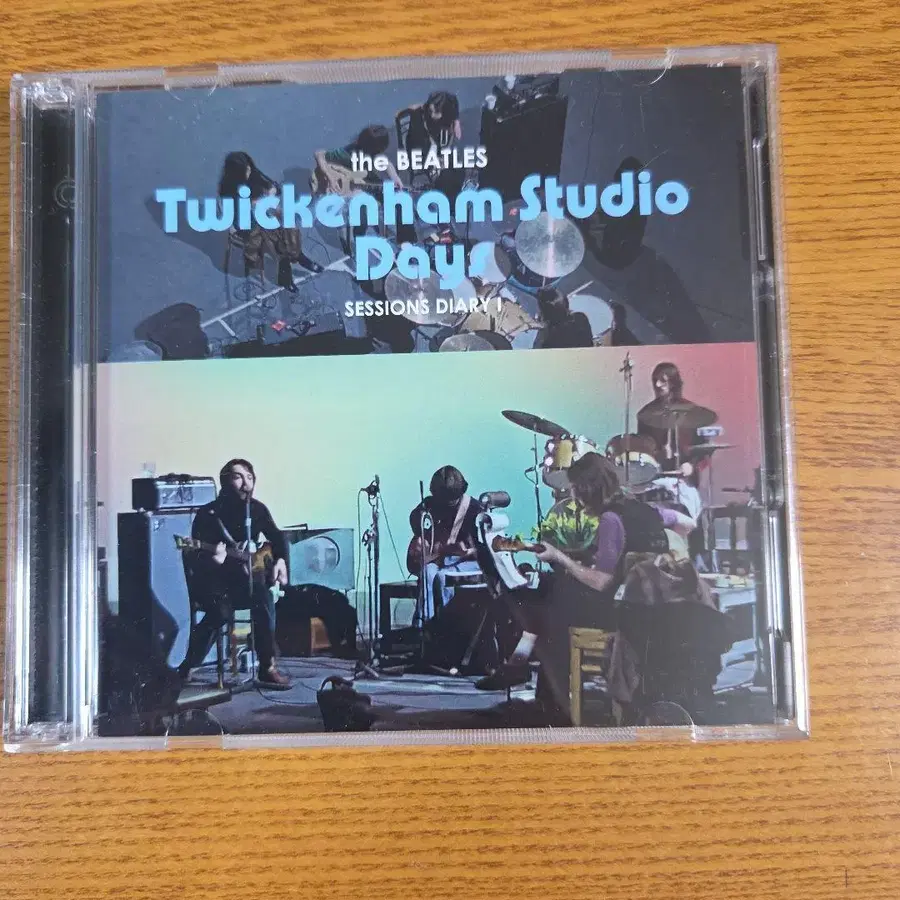 the BEATLES
Twickenham Studio
Days
SESSIONS DIARY I